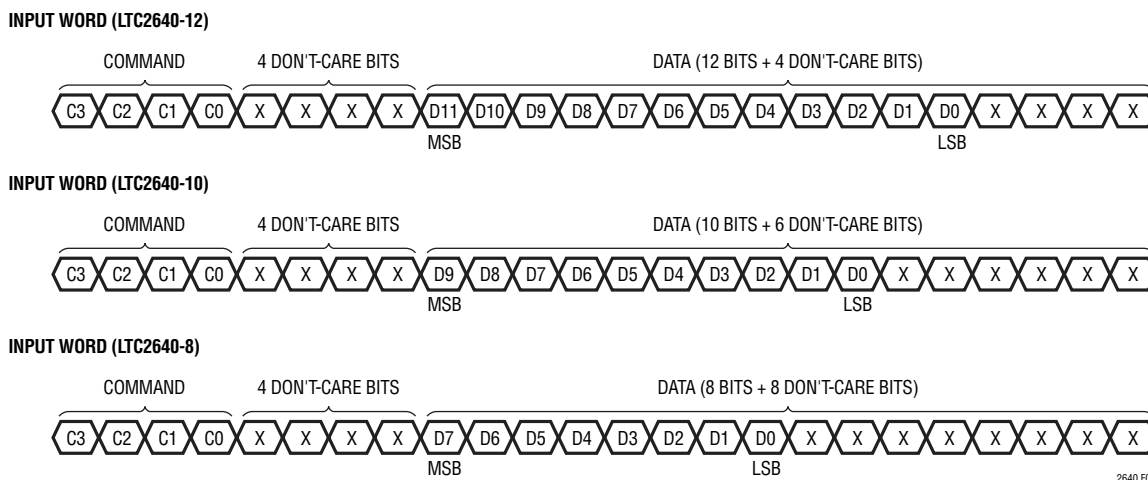 INPUT WORD (LTC2640-12)
COMMAND 4 DON'T-CARE BITS DATA (12 BITS + 4 DON'T-CARE BITS)
C3 C2 C1 C0 X X X X D11 D10 D9 D8 D7 D6 D5 D4 D3 D2 D1 D0 X X X X
MSB LSB
INPUT WORD (LTC2640-10)
COMMAND 4 DON'T-CARE BITS DATA (10 BITS + 6 DON'T-CARE BITS)
C3 C2 C1 C0 X X X X D9 D8 D7 D6 D5 D4 D3 D2 D1 D0 X X X X X X
MSB LSB
INPUT WORD (LTC2640-8)
COMMAND 4 DON'T-CARE BITS DATA (8 BITS + 8 DON'T-CARE BITS)
C3 C2 C1 C0 X X X X D7 D6 D5 D4 D3 D2 D1 D0 X X X X X X X X
MSB LSB
2640